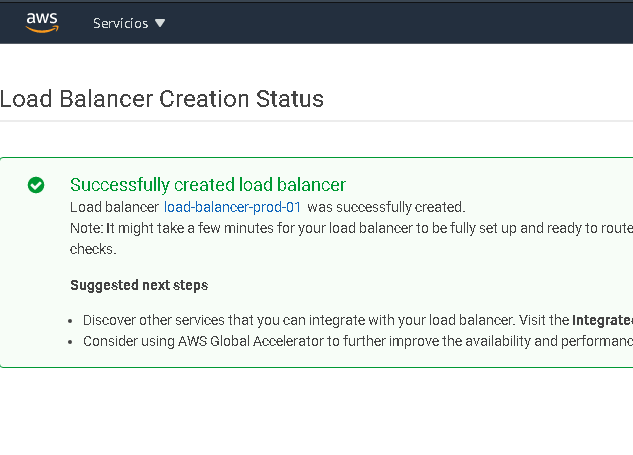 aws
Servicios
Load Balancer Creation Status
Successfully created load balancer
Load balancer load-balancer-prod-01 was successfully created.
Note: It might take a few minutes for your load balancer to be fully set up and ready to route
checks.
Suggested next steps
Discover other services that you can integrate with your load balancer. Visit the Integrated
Consider using AWS Global Accelerator to further improve the availability and performanc